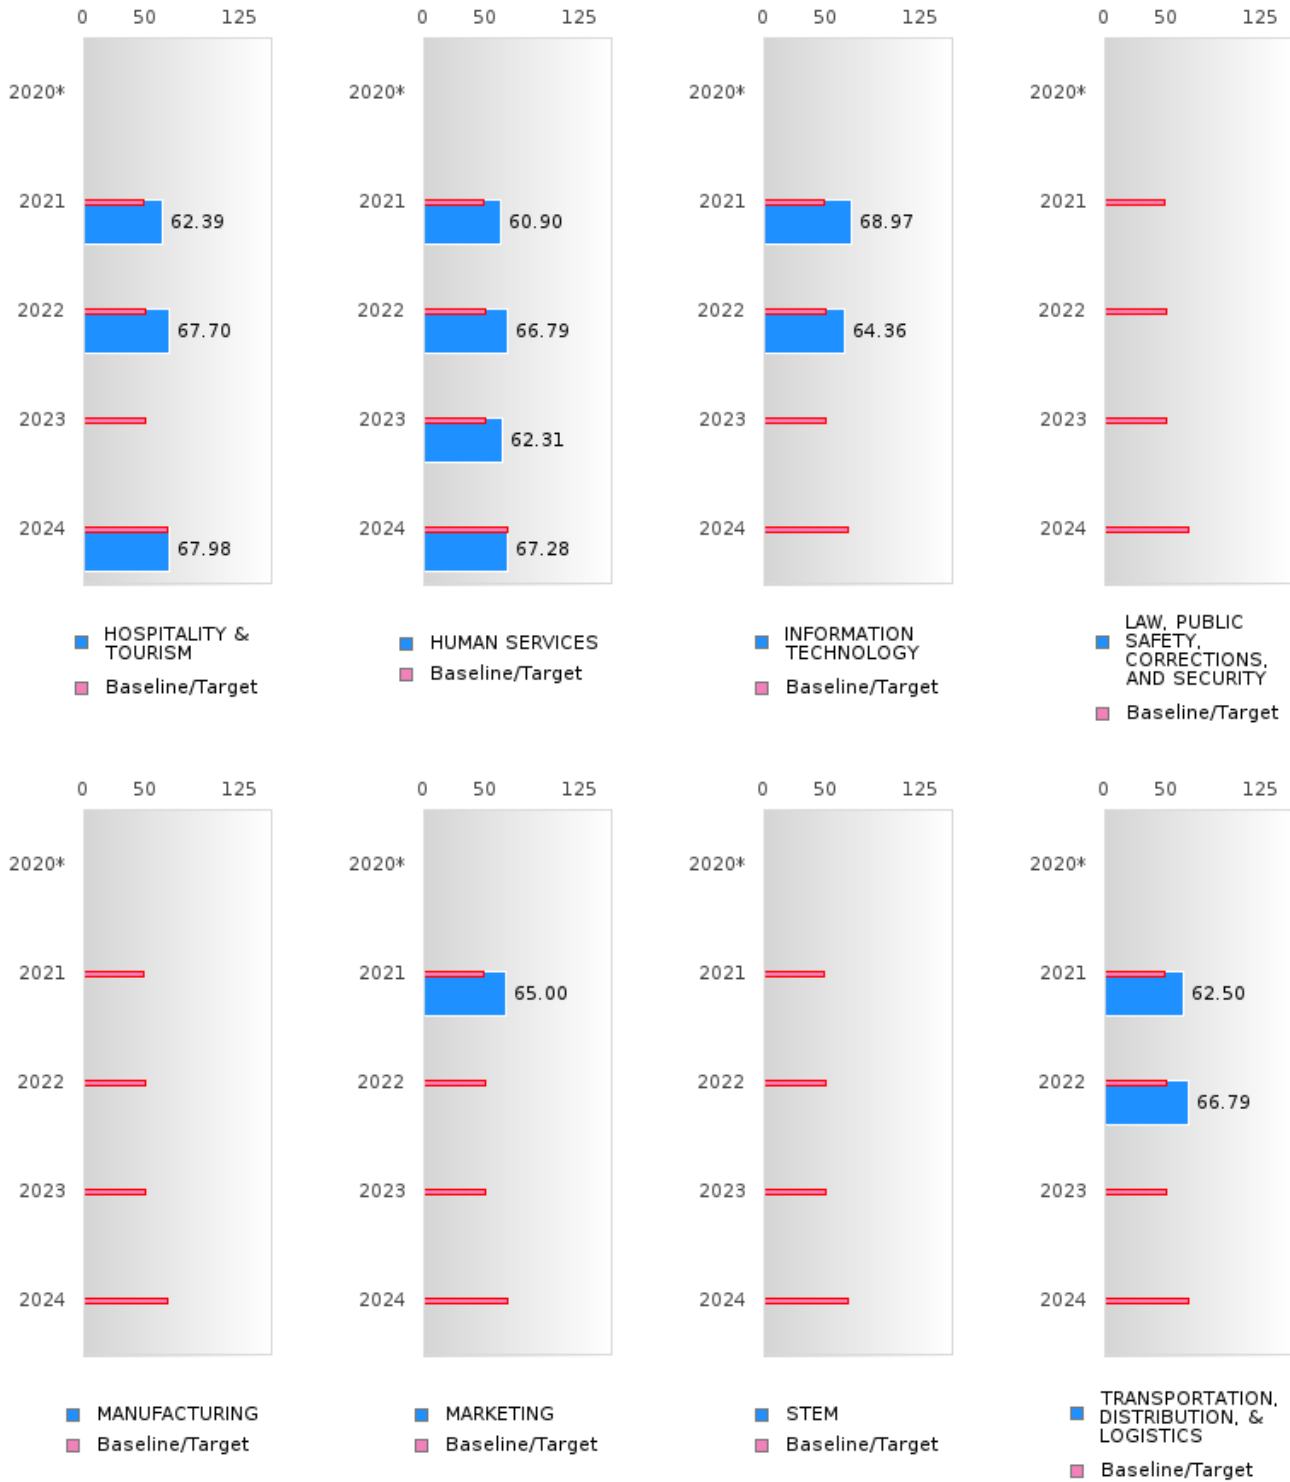 0 50 125
0 50 125
0 50 125
0 50 125
2020*
2020*
2020*
2020*
2021
62.39
2021
60.90
2021
68.97
2021
2022
67.70
2022
66.79
2022
64.36
2022
2023
2023
62.31
2023
2023
2024
67.98
2024
67.28
2024
2024
HOSPITALITY &
TOURISM
Baseline/Target
HUMAN SERVICES
Baseline/Target
INFORMATION
TECHNOLOGY
Baseline/Target
LAW, PUBLIC
SAFETY,
CORRECTIONS,
AND SECURITY
Baseline/Target
0 50 125
0 50 125
0 50 125
0 50 125
2020*
2020*
2020*
2020*
2021
2021
65.00
2021
2021
62.50
2022
2022
2022
2022
66.79
2023
2023
2023
2023
2024
2024
2024
2024
MANUFACTURING
Baseline/Target
MARKETING
Baseline/Target
STEM
Baseline/Target
TRANSPORTATION,
DISTRIBUTION, &
LOGISTICS
Baseline/Target